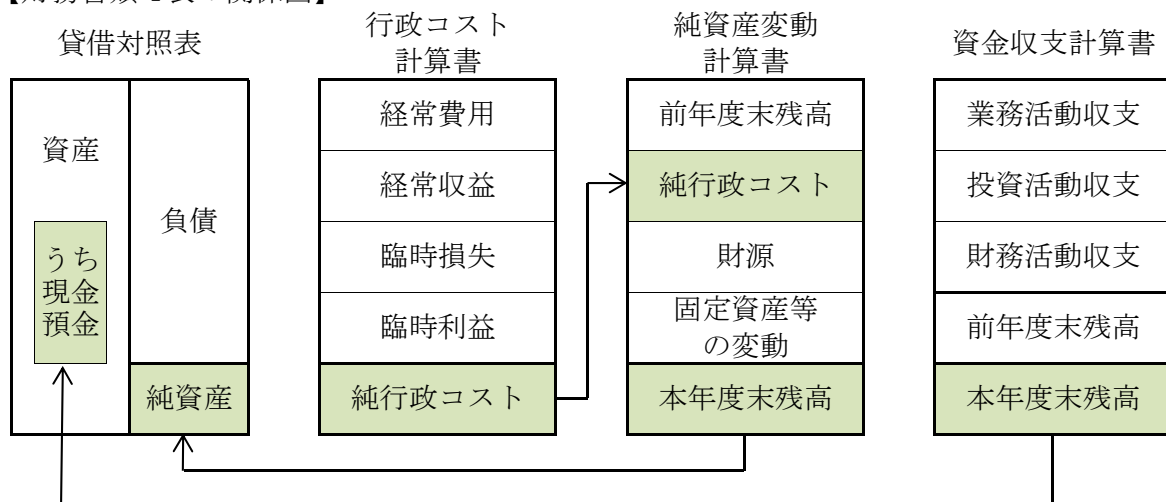 【財務書類4表の関係図】
貸借対照表
資産
うち
現金
預金
負債
純資産
行政コスト
計算書
経常費用
経常収益
臨時損失
臨時利益
純行政コスト
純資産変動
計算書
前年度末残高
純行政コスト
財源
固定資産等
の変動
本年度末残高
資金収支計算書
業務活動収支
投資活動収支
財務活動収支
前年度末残高
本年度末残高